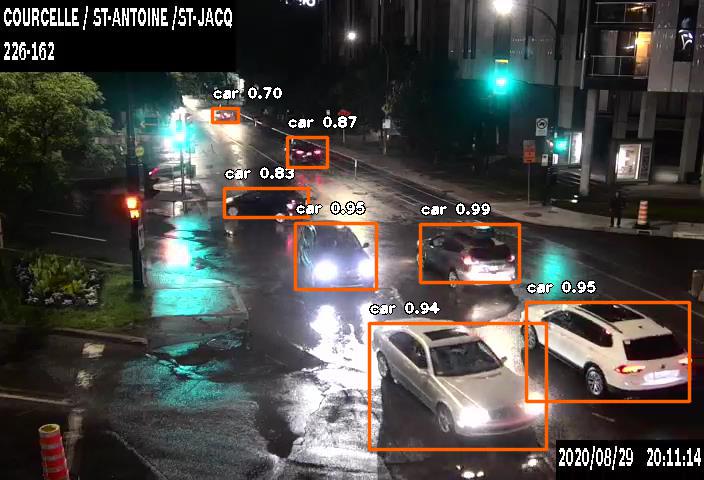 COURCELLE / ST-ANTOINE /ST-JACQ
226-162
car 0.70
car 0.87
car 0.83
car 0.95
car 0.99
car 0.95
car 0.94
2020/08/29 20:11:14